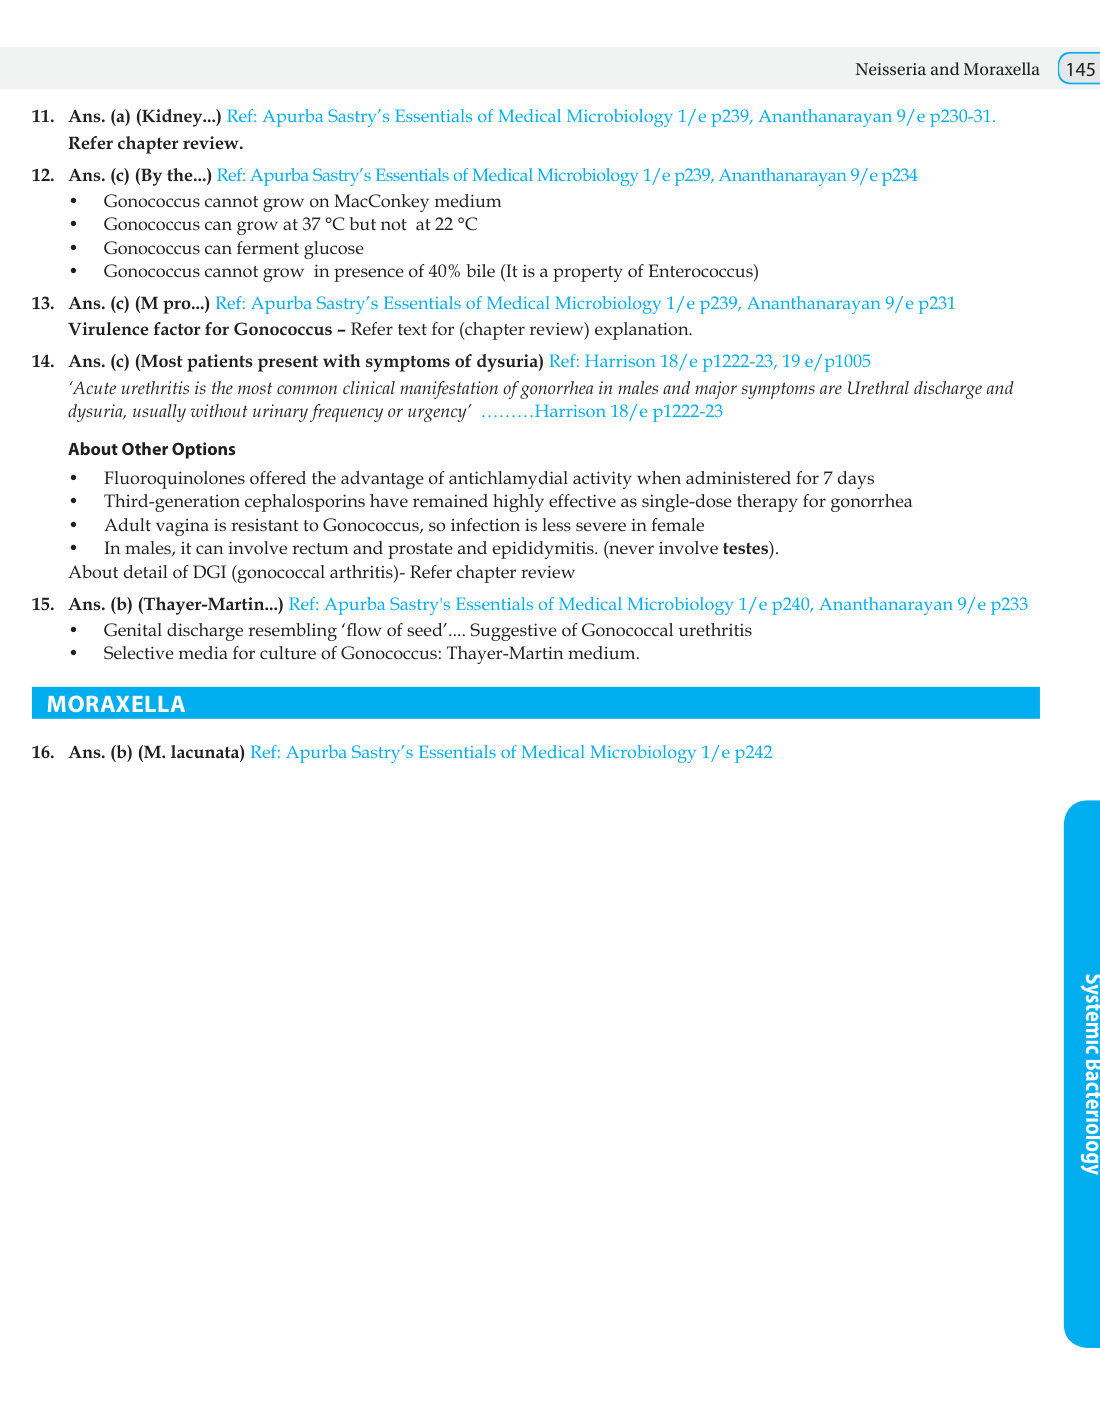 Neisseria and Moraxella 145
11. Ans. (a) (Kidney...) Ref: Apurba Sastry’s Essentials of Medical Microbiology 1/e p239, Ananthanarayan 9/e p230-31.
Refer chapter review.
12. Ans. (c) (By the...) Ref: Apurba Sastry’s Essentials of Medical Microbiology 1/e p239, Ananthanarayan 9/e p234
• Gonococcus cannot grow on MacConkey medium
• Gonococcus can grow at 37 °C but not at 22 °C
• Gonococcus can ferment glucose
• Gonococcus cannot grow in presence of 40% bile (It is a property of Enterococcus)
13. Ans. (c) (M pro...) Ref: Apurba Sastry’s Essentials of Medical Microbiology 1/e p239, Ananthanarayan 9/e p231
Virulence factor for Gonococcus – Refer text for (chapter review) explanation.
14. Ans. (c) (Most patients present with symptoms of dysuria) Ref: Harrison 18/e p1222-23, 19 e/p1005
‘Acute urethritis is the most common clinical manifestation of gonorrhea in males and major symptoms are Urethral discharge and
dysuria, usually without urinary frequency or urgency’ ………Harrison 18/e p1222-23
About Other Options
• Fluoroquinolones offered the advantage of antichlamydial activity when administered for 7 days
• Third-generation cephalosporins have remained highly effective as single-dose therapy for gonorrhea
• Adult vagina is resistant to Gonococcus, so infection is less severe in female
• In males, it can involve rectum and prostate and epididymitis. (never involve testes).
About detail of DGI (gonococcal arthritis)- Refer chapter review
15. Ans. (b) (Thayer-Martin...) Ref: Apurba Sastry's Essentials of Medical Microbiology 1/e p240, Ananthanarayan 9/e p233
• Genital discharge resembling ‘flow of seed’.... Suggestive of Gonococcal urethritis
• Selective media for culture of Gonococcus: Thayer-Martin medium.
MORAXELLA
16. Ans. (b) (M. lacunata) Ref: Apurba Sastry’s Essentials of Medical Microbiology 1/e p242
Systemic Bacteriology